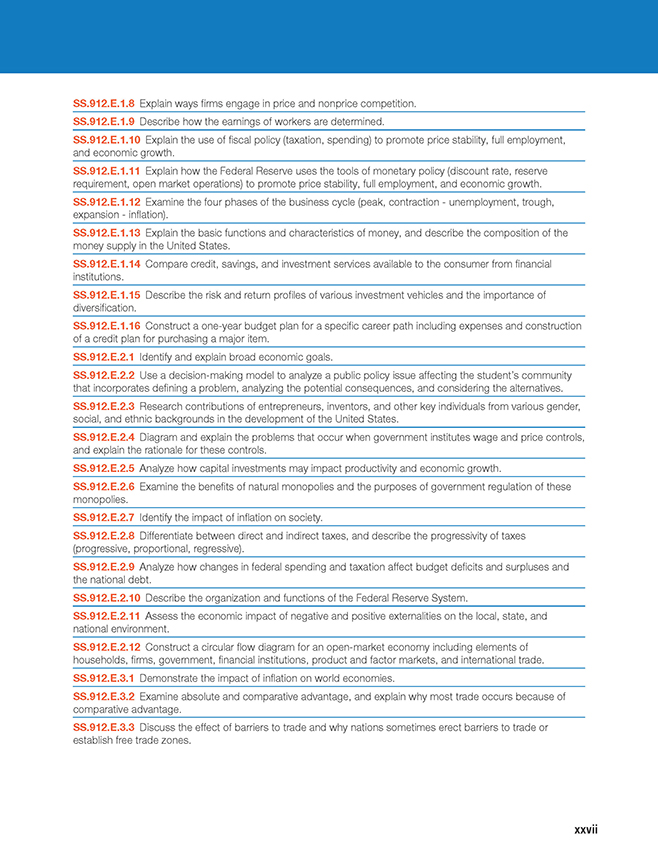 SS.912.E.1.8 Explain ways firms engage in price and nonprice competition.
SS.912.E.1.9 Describe how the earnings of workers are determined.
SS.912.E.1.10 Explain the use of fiscal policy (taxation, spending) to promote price stability, full employment,
and economic growth.
SS.912.E.1.11 Explain how the Federal Reserve uses the tools of monetary policy (discount rate, reserve
requirement, open market operations) to promote price stability, full employment, and economic growth.
SS.912.E.1.12 Examine the four phases of the business cycle (peak, contraction - unemployment, trough,
expansion - inflation).
SS.912.E.1.13 Explain the basic functions and characteristics of money, and describe the composition of the
money supply in the United States.
SS.912.E.1.14 Compare credit, savings, and investment services available to the consumer from financial
institutions.
SS.912.E.1.15 Describe the risk and return profiles of various investment vehicles and the importance of
diversification.
SS.912.E.1.16 Construct a one-year budget plan for a specific career path including expenses and construction
of a credit plan for purchasing a major item.
SS.912.E.2.1 Identify and explain broad economic goals.
SS.912.E.2.2 Use a decision-making model to analyze a public policy issue affecting the student's community
that incorporates defining a problem, analyzing the potential consequences, and considering the alternatives.
SS.912.E.2.3 Research contributions of entrepreneurs, inventors, and other key individuals from various gender,
social, and ethnic backgrounds in the development of the United States.
SS.912.E.2.4 Diagram and explain the problems that occur when government institutes wage and price controls,
and explain the rationale for these controls.
SS.912.E.2.5 Analyze how capital investments may impact productivity and economic growth.
SS.912.E.2.6 Examine the benefits of natural monopolies and the purposes of government regulation of these
monopolies.
SS.912.E.2.7 Identify the impact of inflation on society.
SS.912.E.2.8 Differentiate between direct and indirect taxes, and describe the progressivity of taxes
(progressive, proportional, regressive).
SS.912.E.2.9 Analyze how changes in federal spending and taxation affect budget deficits and surpluses and
the national debt.
SS.912.E.2.10 Describe the organization and functions of the Federal Reserve System.
SS.912.E.2.11 Assess the economic impact of negative and positive externalities on the local, state, and
national environment.
SS.912.E.2.12 Construct a circular flow diagram for an open-market economy including elements of
households, firms, government, financial institutions, product and factor markets, and international trade.
SS.912.E.3.1 Demonstrate the impact of inflation on world economies.
SS.912.E.3.2 Examine absolute and comparative advantage, and explain why most trade occurs because of
comparative advantage.
SS.912.E.3.3 Discuss the effect of barriers to trade and why nations sometimes erect barriers to trade or
establish free trade zones.
xxvii